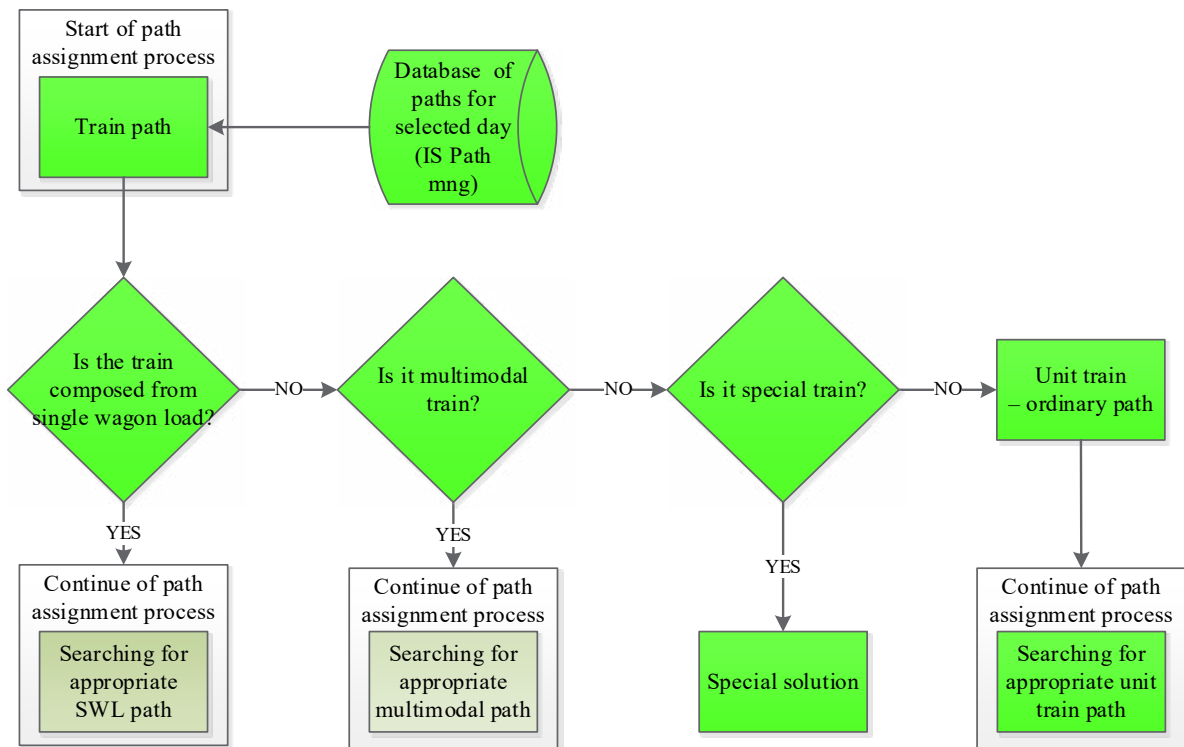 Start of path
assignment process
Train path
Database of
paths for
selected day
(IS Path
mng)
Is the train
composed from
single wagon load?
NO
Is it multimodal
train?
NO
Is it special train?
NO
Unit train
– ordinary path
YES
YES
YES
Continue of path
assignment process
Searching for
appropriate
SWL path
Continue of path
assignment process
Searching for
appropriate
multimodal path
Special solution
Continue of path
assignment process
Searching for
appropriate unit
train path